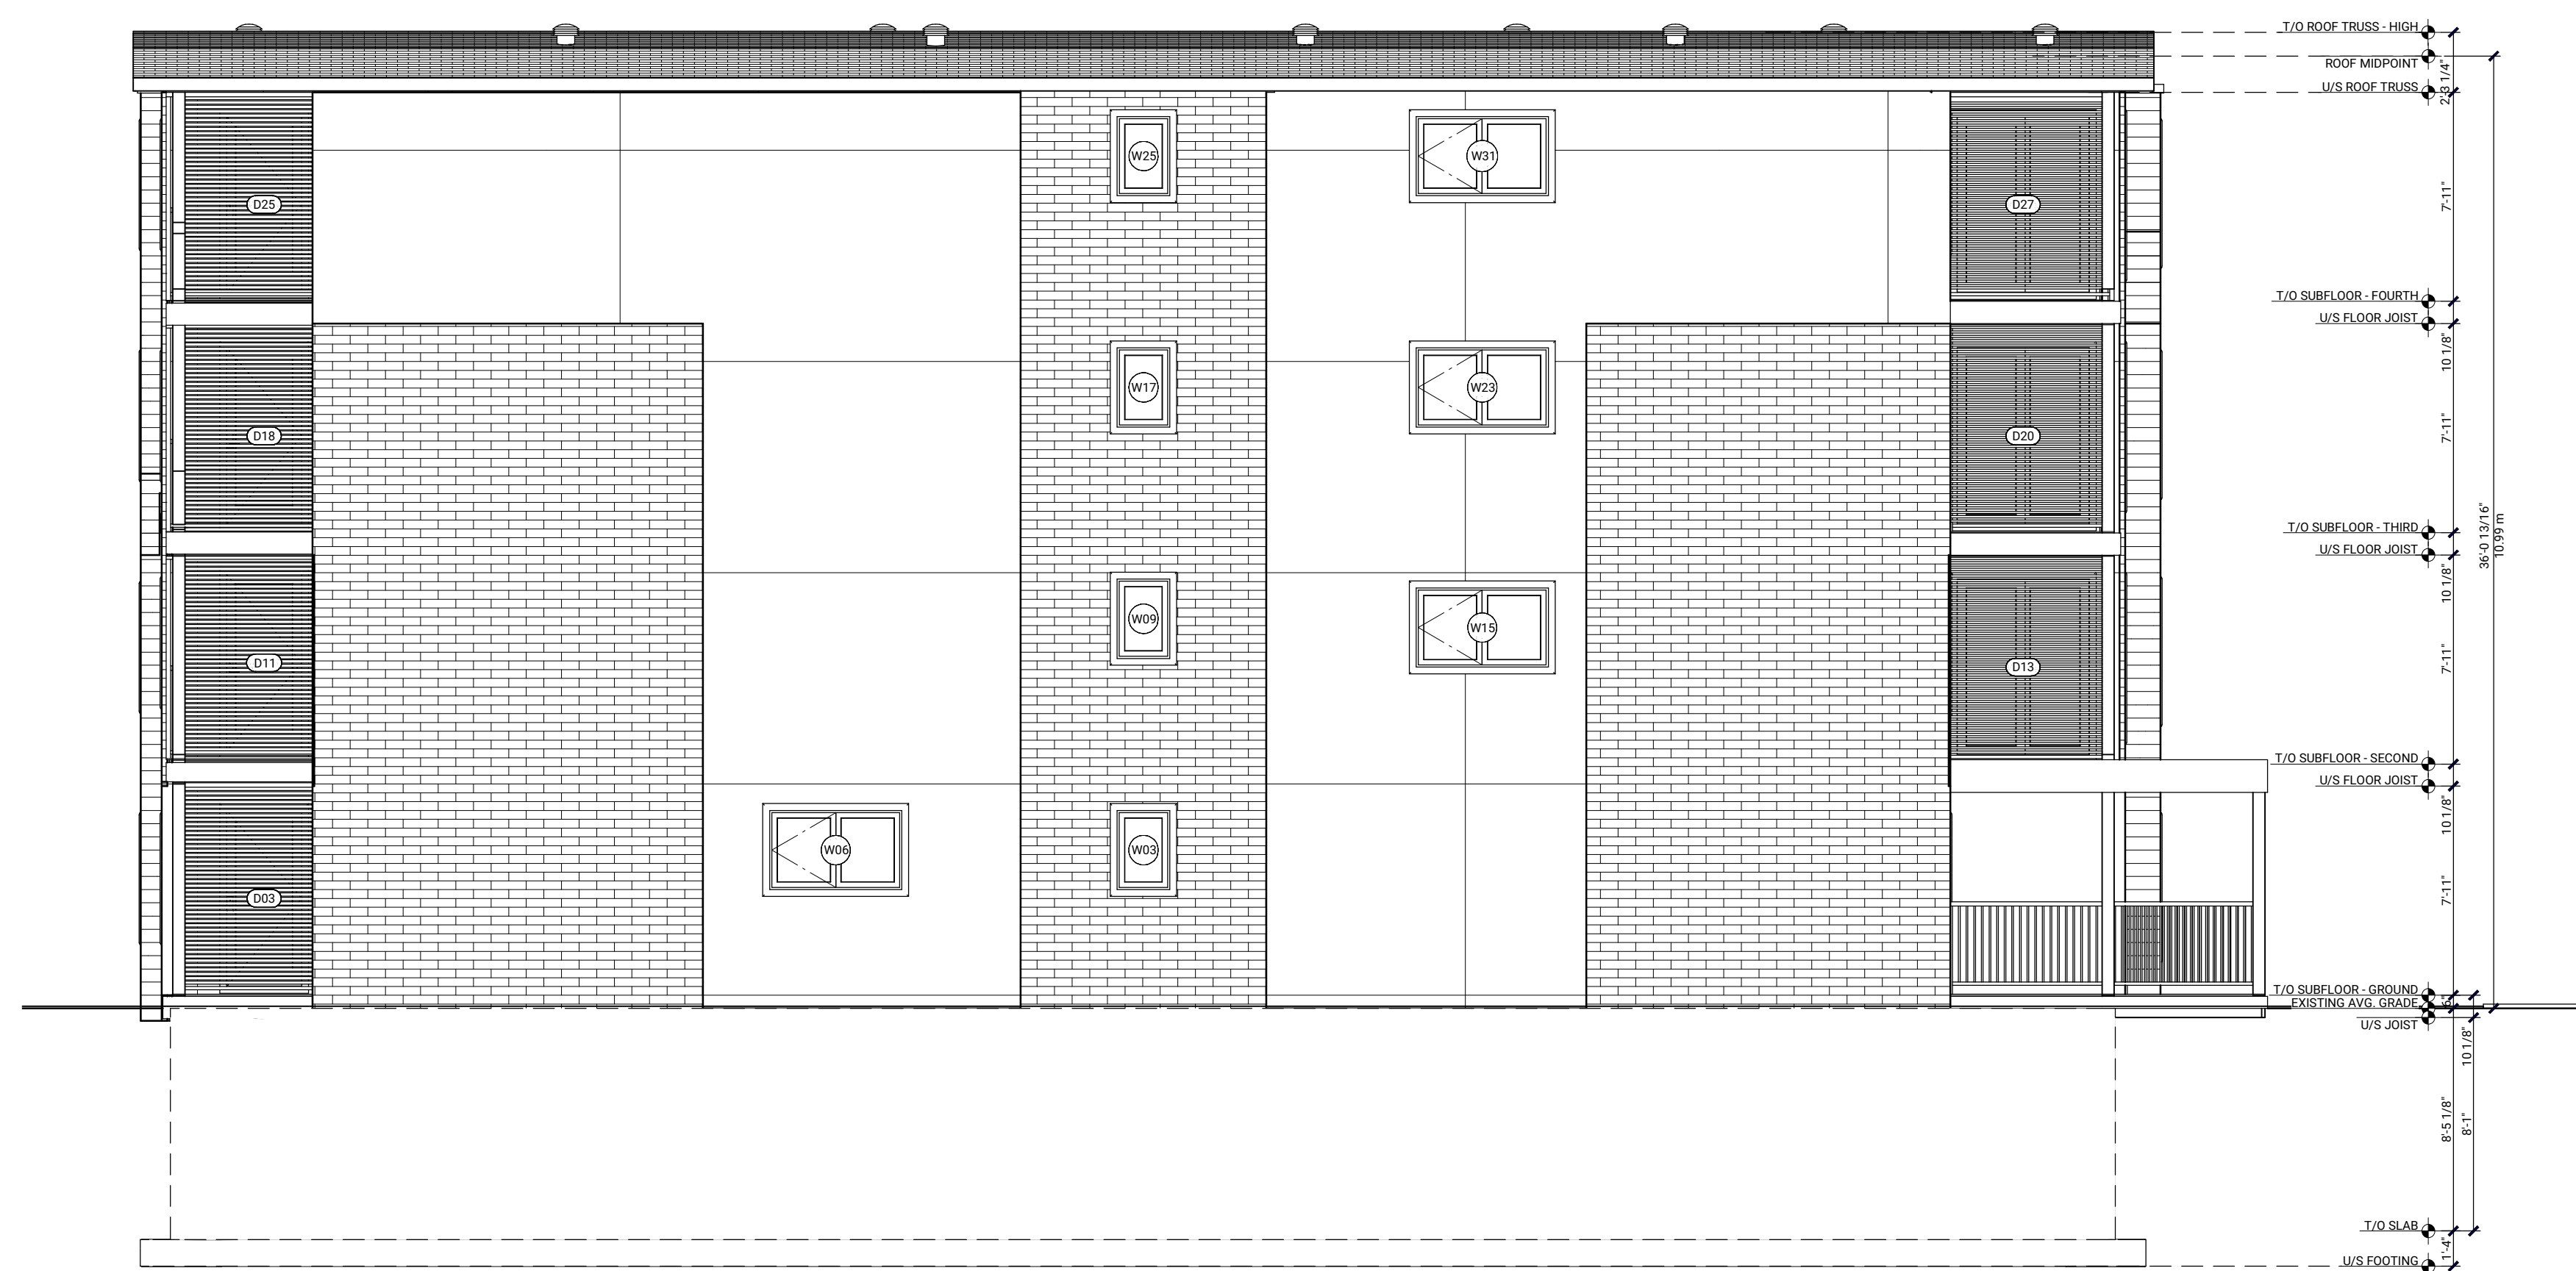 T/O ROOF TRUSS - HIGH
ROOF MIDPOINT
2'-3 1/4"
U/S ROOF TRUSS
W25
W31
D25
D27
7'-11"
T/O SUBFLOOR - FOURTH
U/S FLOOR JOIST
10 1/8"
W17
W23
D18
D20
7'-11"
T/O SUBFLOOR - THIRD
U/S FLOOR JOIST
36'-0 13/16"
10.99 m
10 1/8"
W09
W15
D11
D13
7'-11"
T/O SUBFLOOR - SECOND
U/S FLOOR JOIST
10 1/8"
W06
W03
D03
7'-11"
T/O SUBFLOOR - GROUND
EXISTING AVG. GRADE
6"
U/S JOIST
10 1/8"
8'-5 1/8"
8'-1"
T/O SLAB
1'-4"
U/S FOOTING